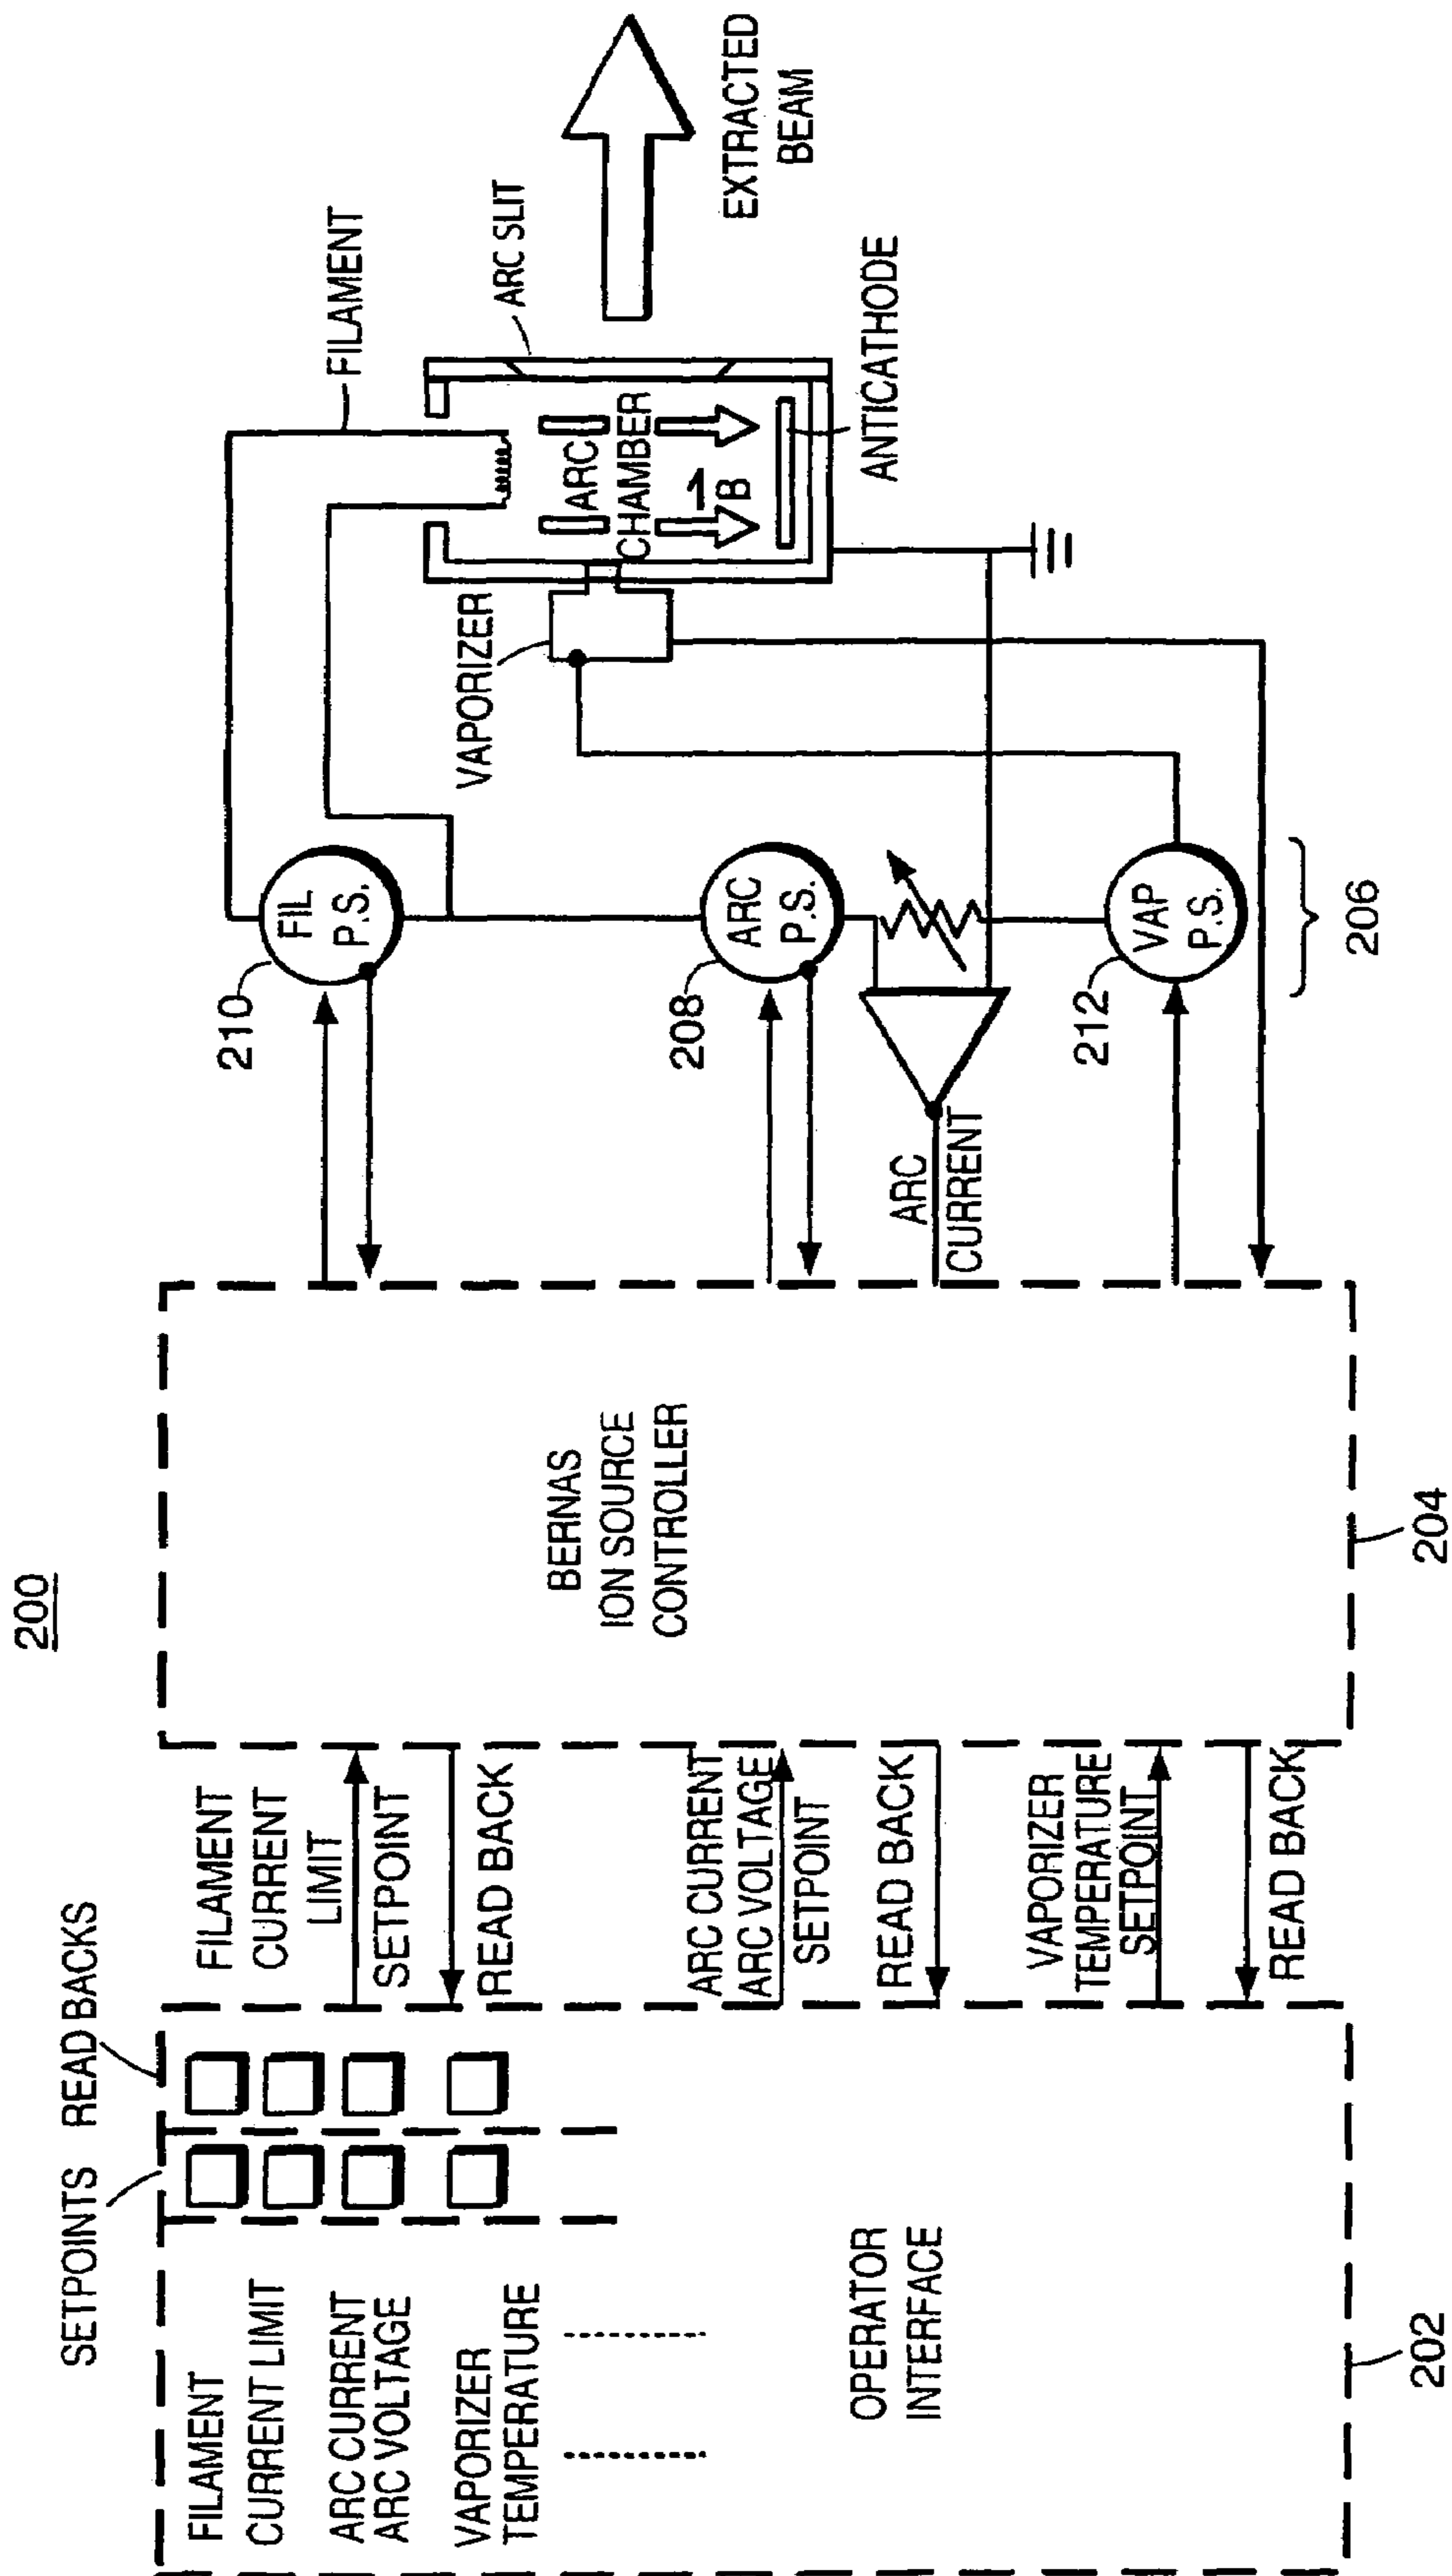 200
SETPOINTS
READ BACKS
FILAMENT
CURRENT LIMIT
ARC CURRENT
ARC VOLTAGE
VAPORIZER
TEMPERATURE
OPERATOR
INTERFACE
202
FILAMENT
CURRENT
LIMIT
SETPOINT
READ BACK
ARC CURRENT
ARC VOLTAGE
SETPOINT
READ BACK
VAPORIZER
TEMPERATURE
SETPOINT
READ BACK
BERNAS
ION SOURCE
CONTROLLER
204
210
FIL
P.S.
208
ARC
P.S.
ARC
CURRENT
212
VAP
P.S.
206
FILAMENT
ARC SLIT
VAPORIZER
ARC
CHAMBER
B
ANTICATHODE
EXTRACTED
BEAM